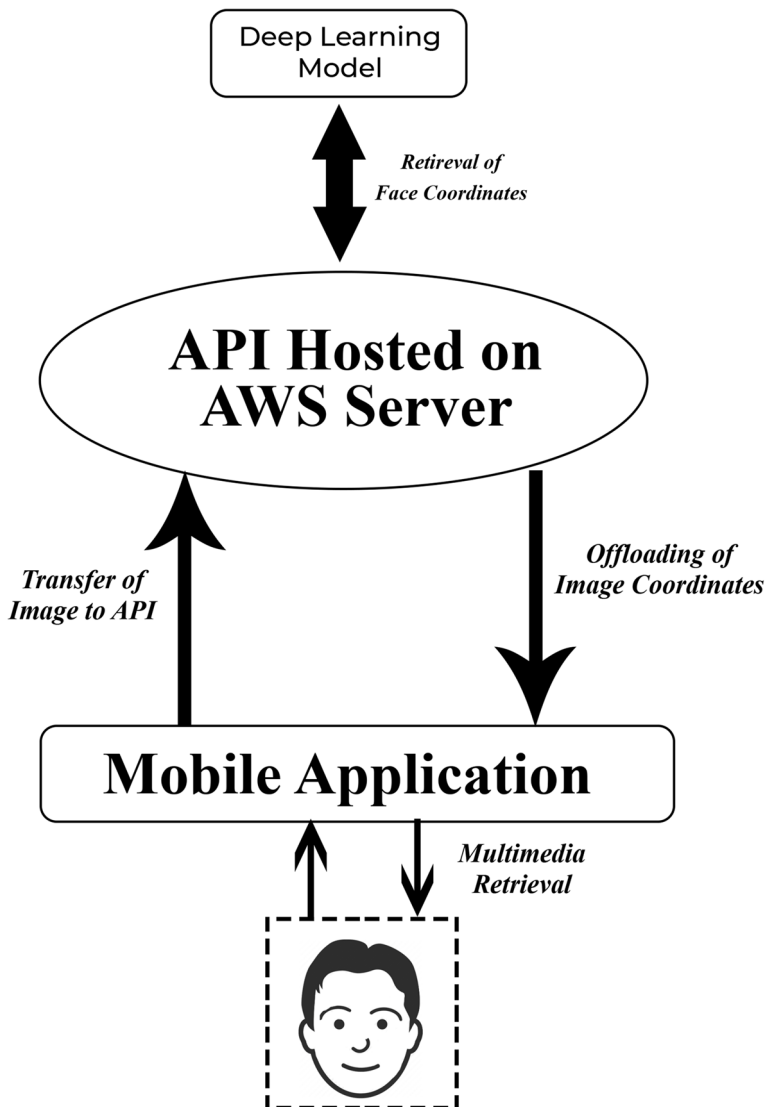 Deep Learning
Model
Retireval of
Face Coordinates
API Hosted on
AWS Server
Transfer of
Image to API
Offloading of
Image Coordinates
Mobile Application
Multimedia
Retrieval